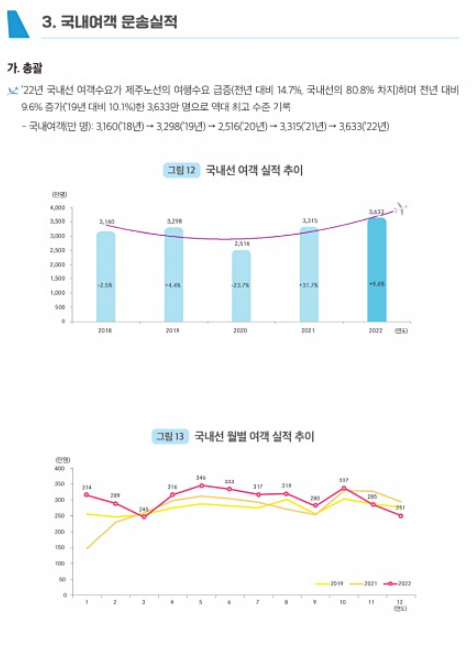 3. 국내여객 운송실적
가. 총괄
'22년 국내선 여객수요가 제주노선의 여행수요 급증(전년 대비 14.7%, 국내선의 80.8% 차지)하며 전년 대비
9.6% 증가('19년 대비 10.1%)한 3,633만 명으로 역대 최고 수준 기록
- 국내여객(만 명): 3,160('18년) → 3,298('19년) → 2,516('20년) → 3,315('21년) → 3,633('22년)
그림 12 국내선 여객 실적 추이
(만명)
4,000
3,500
3,000
2,500
2,000
1,500
1,000
500
0
3,160 3,298 2,516 3,315 3,633
-2.5% +4.4% -23.7% +31.7% +9.6%
2018 2019 2020 2021 2022 (연도)
그림 13 국내선 월별 여객 실적 추이
(만명)
400
350
300
250
200
150
100
50
0
314 289 245 316 346 333 317 319 280 337 285 251
2019 2021 2022
1 2 3 4 5 6 7 8 9 10 11 12
(연도)